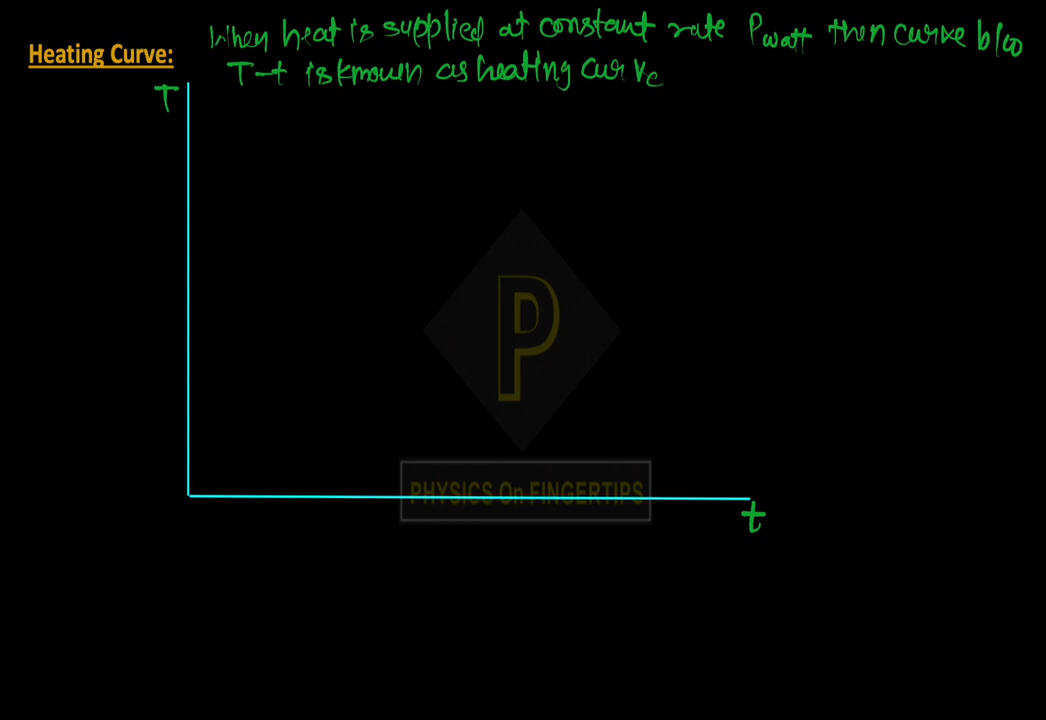 Heating Curve:
When heat is supplied at constant rate P watt then curve b/w
T-t is known as heating curve
T
P
PHYSICS On FINGERTIPS
t